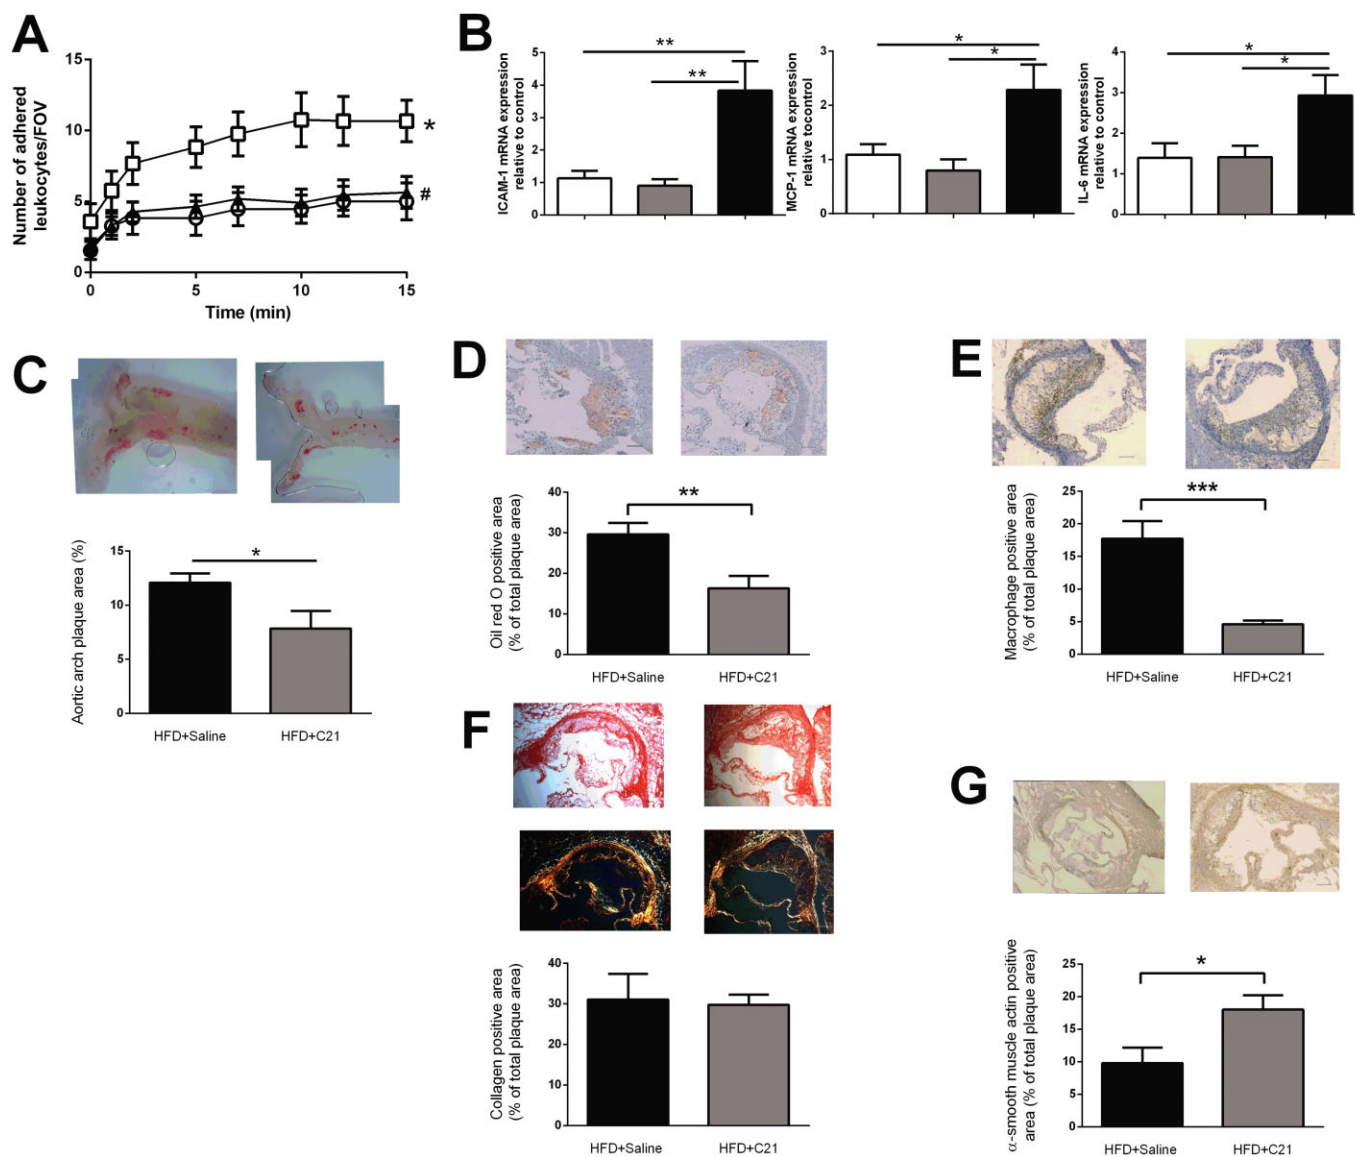 A
15
10
5
0
Number of adhered
leukocytes/FOV
*
#
0
5
10
15
Time (min)
B
5
4
3
2
1
0
ICAM-1 mRNA expression
relative to control
**
**
3
2
1
0
MCP-1 mRNA expression
relative tocontrol
*
*
4
3
2
1
0
IL-6 mRNA expression
relative to control
*
*
C
15
10
5
0
Aortic arch plaque area (%)
*
HFD+Saline
HFD+C21
D
40
30
20
10
0
Oil red O positive area
(% of total plaque area)
**
HFD+Saline
HFD+C21
E
25
20
15
10
5
0
Macrophage positive area
(% of total plaque area)
***
HFD+Saline
HFD+C21
F
40
30
20
10
0
Collagen positive area
(% of total plaque area)
HFD+Saline
HFD+C21
G
25
20
15
10
5
0
α-smooth muscle actin positive
area (% of total plaque area)
*
HFD+Saline
HFD+C21